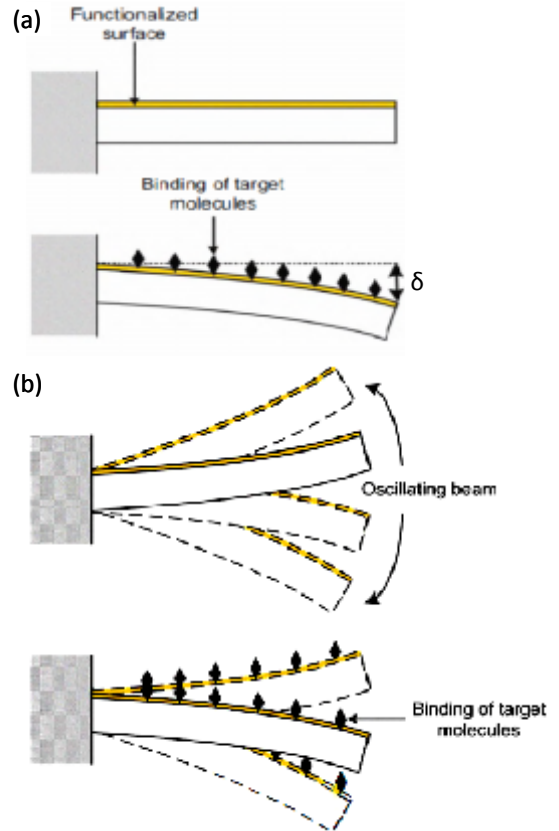 (a)
Functionalized
surface
Binding of target
molecules
δ
(b)
Oscillating beam
Binding of target
molecules